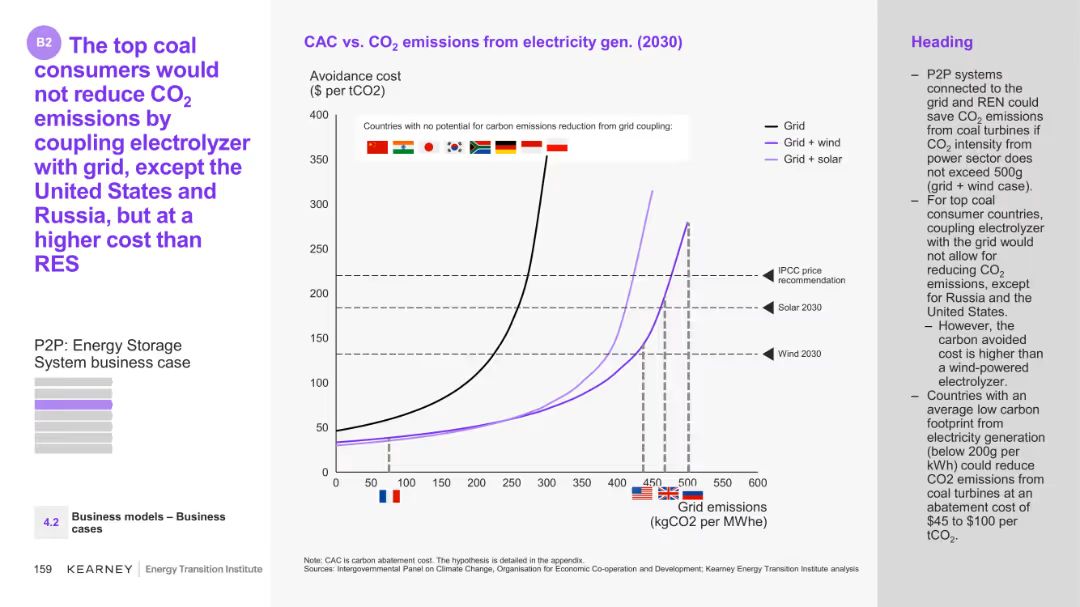 B2
The top coal
consumers would
not reduce CO2
emissions by
coupling electrolyzer
with grid, except the
United States and
Russia, but at a
higher cost than
RES
P2P: Energy Storage
System business case
4.2
Business models – Business
cases
159 KEARNEY Energy Transition Institute
CAC vs. CO2 emissions from electricity gen. (2030)
Avoidance cost
($ per tCO2)
400
350
300
250
200
150
100
50
0
Countries with no potential for carbon emissions reduction from grid coupling:
Grid
Grid + wind
Grid + solar
IPCC price
recommendation
Solar 2030
Wind 2030
0 50 100 150 200 250 300 350 400 450 500 550 600
Grid emissions
(kgCO2 per MWhe)
Note: CAC is carbon abatement cost. The hypothesis is detailed in the appendix.
Sources: Intergovernmental Panel on Climate Change, Organisation for Economic Co-operation and Development; Kearney Energy Transition Institute analysis
Heading
– P2P systems
connected to the
grid and REN could
save CO2 emissions
from coal turbines if
CO2 intensity from
power sector does
not exceed 500g
(grid + wind case).
– For top coal
consumer countries,
coupling electrolyzer
with the grid would
not allow for
reducing CO2
emissions, except
for Russia and the
United States.
– However, the
carbon avoided
cost is higher than
a wind-powered
electrolyzer.
– Countries with an
average low carbon
footprint from
electricity generation
(below 200g per
kWh) could reduce
CO2 emissions from
coal turbines at an
abatement cost of
$45 to $100 per
tCO2.